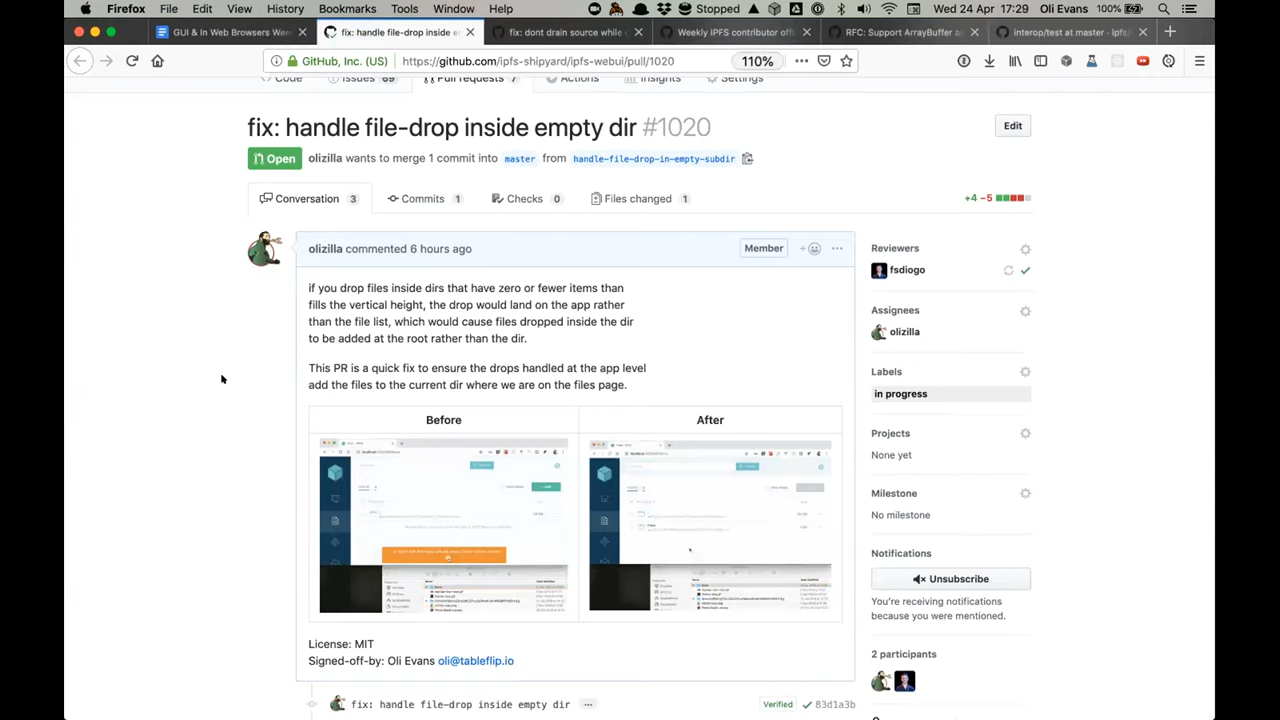 Firefox File Edit View History Bookmarks Tools Window Help Stopped Wed 24 Apr 17:29 Oli Evans 100%
GUI & In Web Browsers Week fix: handle file-drop inside e fix: dont drain source while Weekly IPFS contributor off RFC: Support ArrayBuffer a interop/test at master · ipfs/
GitHub, Inc. (US) https://github.com/ipfs-shipyard/ipfs-webui/pull/1020 110%
Code Issues 69 Pull requests 7 Actions Insights Settings
fix: handle file-drop inside empty dir #1020
Edit
Open olizilla wants to merge 1 commit into master from handle-file-drop-in-empty-subdir
Conversation 3 Commits 1 Checks 0 Files changed 1 +4 −5
olizilla commented 6 hours ago Member
if you drop files inside dirs that have zero or fewer items than
fills the vertical height, the drop would land on the app rather
than the file list, which would cause files dropped inside the dir
to be added at the root rather than the dir.
This PR is a quick fix to ensure the drops handled at the app level
add the files to the current dir where we are on the files page.
Before After
License: MIT
Signed-off-by: Oli Evans oli@tableflip.io
fix: handle file-drop inside empty dir ... Verified 83d1a3b
Reviewers
fsdiogo
Assignees
olizilla
Labels
in progress
Projects
None yet
Milestone
No milestone
Notifications
Unsubscribe
You're receiving notifications
because you were mentioned.
2 participants